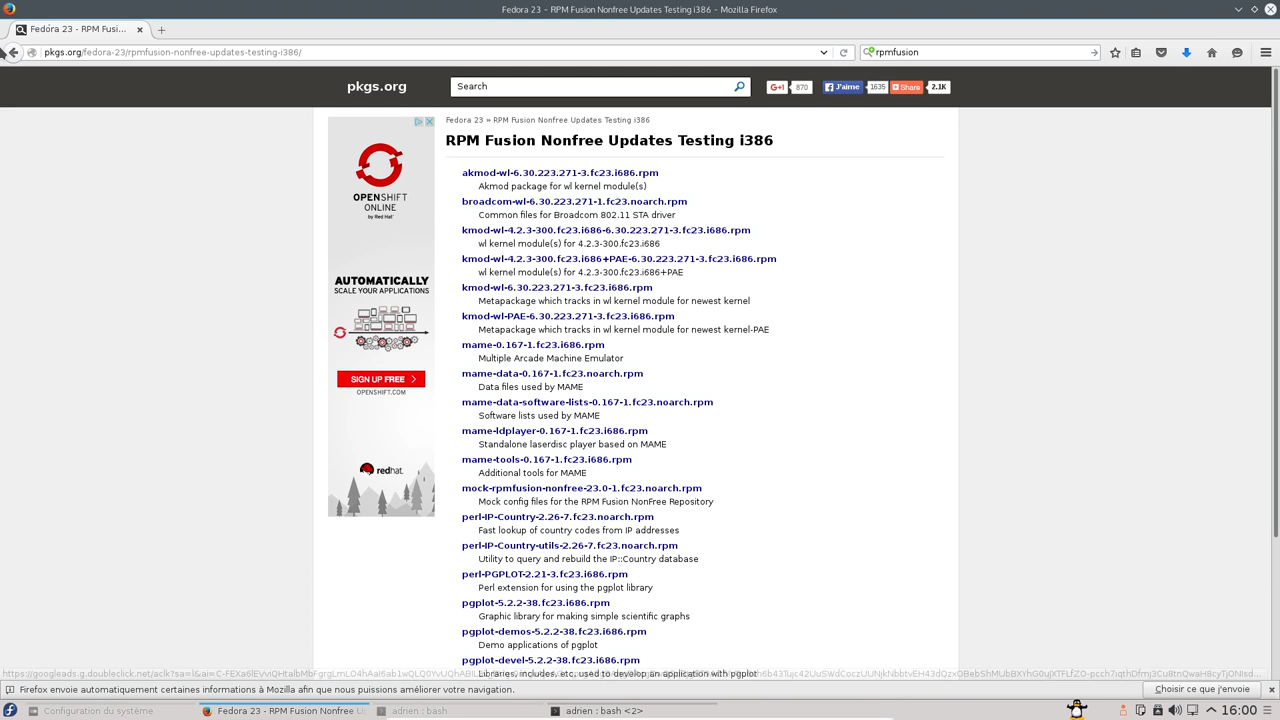 Fedora 23 - RPM Fusion Nonfree Updates Testing i386 - Mozilla Firefox
Fedora 23 - RPM Fusi...
pkgs.org/fedora-23/rpmfusion-nonfree-updates-testing-i386/
rpmfusion
pkgs.org
Search
G+
870
J'aime
1635
Share
2.1K
Fedora 23 » RPM Fusion Nonfree Updates Testing i386
RPM Fusion Nonfree Updates Testing i386
OPENSHIFT
ONLINE
by Red Hat
AUTOMATICALLY
SCALE YOUR APPLICATIONS
SIGN UP FREE
OPENSHIFT.COM
redhat.
akmod-wl-6.30.223.271-3.fc23.i686.rpm
Akmod package for wl kernel module(s)
broadcom-wl-6.30.223.271-1.fc23.noarch.rpm
Common files for Broadcom 802.11 STA driver
kmod-wl-4.2.3-300.fc23.i686-6.30.223.271-3.fc23.i686.rpm
wl kernel module(s) for 4.2.3-300.fc23.i686
kmod-wl-4.2.3-300.fc23.i686+PAE-6.30.223.271-3.fc23.i686.rpm
wl kernel module(s) for 4.2.3-300.fc23.i686+PAE
kmod-wl-6.30.223.271-3.fc23.i686.rpm
Metapackage which tracks in wl kernel module for newest kernel
kmod-wl-PAE-6.30.223.271-3.fc23.i686.rpm
Metapackage which tracks in wl kernel module for newest kernel-PAE
mame-0.167-1.fc23.i686.rpm
Multiple Arcade Machine Emulator
mame-data-0.167-1.fc23.noarch.rpm
Data files used by MAME
mame-data-software-lists-0.167-1.fc23.noarch.rpm
Software lists used by MAME
mame-ldplayer-0.167-1.fc23.i686.rpm
Standalone laserdisc player based on MAME
mame-tools-0.167-1.fc23.i686.rpm
Additional tools for MAME
mock-rpmfusion-nonfree-23.0-1.fc23.noarch.rpm
Mock config files for the RPM Fusion NonFree Repository
perl-IP-Country-2.26-7.fc23.noarch.rpm
Fast lookup of country codes from IP addresses
perl-IP-Country-utils-2.26-7.fc23.noarch.rpm
Utility to query and rebuild the IP::Country database
perl-PGPLOT-2.21-3.fc23.i686.rpm
Perl extension for using the pgplot library
pgplot-5.2.2-38.fc23.i686.rpm
Graphic library for making simple scientific graphs
pgplot-demos-5.2.2-38.fc23.i686.rpm
Demo applications of pgplot
pgplot-devel-5.2.2-38.fc23.i686.rpm
Libraries, includes, etc, used to develop an application with pgplot
Firefox envoie automatiquement certaines informations à Mozilla afin que nous puissions améliorer votre navigation.
Choisir ce que j'envoie
Configuration du système
Fedora 23 - RPM Fusion Nonfree U
adrien : bash
adrien : bash <2>
16:00